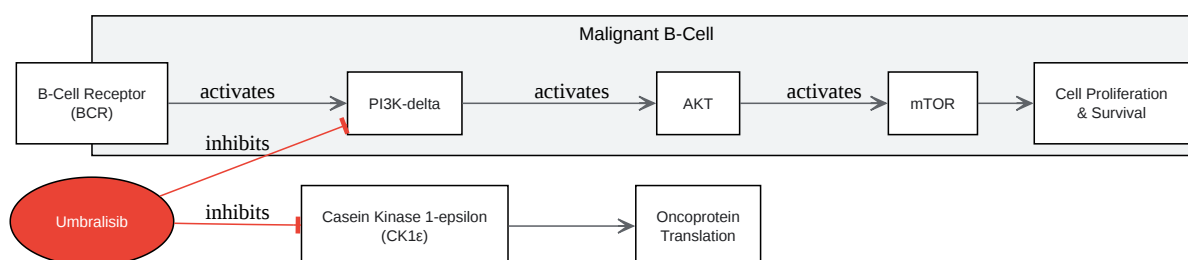 Malignant B-Cell
B-Cell Receptor
(BCR)
activates
PI3K-delta
activates
AKT
activates
mTOR
Cell Proliferation
& Survival
inhibits
Umbralisib
inhibits
Casein Kinase 1-epsilon
(CK1ε)
Oncoprotein
Translation